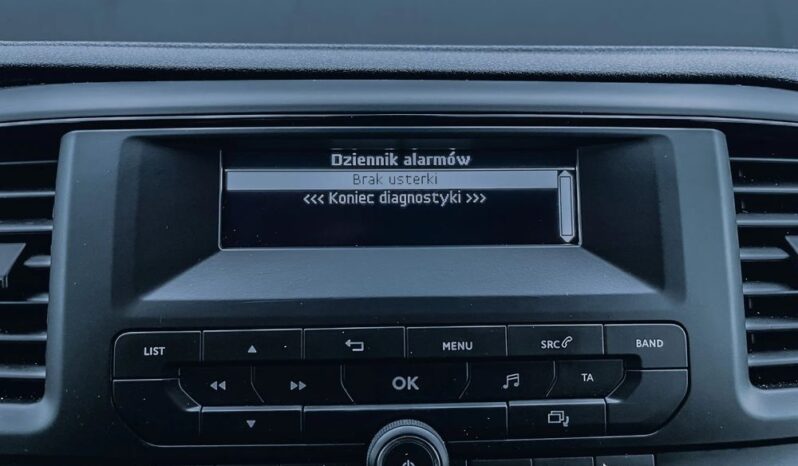 Dziennik alarmów
Brak usterki
<<< Koniec diagnostyki >>>
LIST
MENU
SRC
BAND
OK
TA